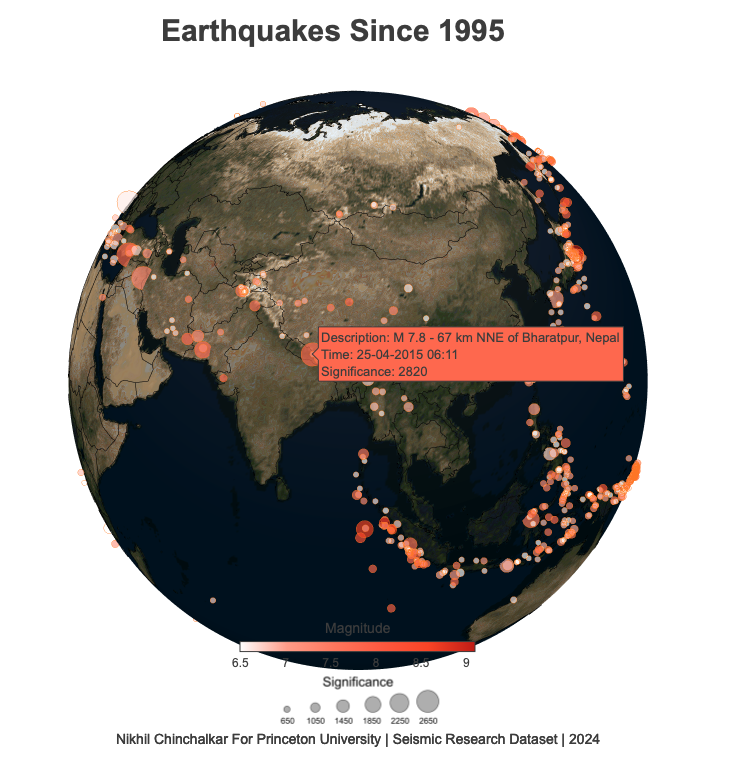 Earthquakes Since 1995
Description: M 7.8 - 67 km NNE of Bharatpur, Nepal
Time: 25-04-2015 06:11
Significance: 2820
Magnitude
6.5 7 7.5 8 8.5 9
Significance
650 1050 1450 1850 2250 2650
Nikhil Chinchalkar For Princeton University | Seismic Research Dataset | 2024